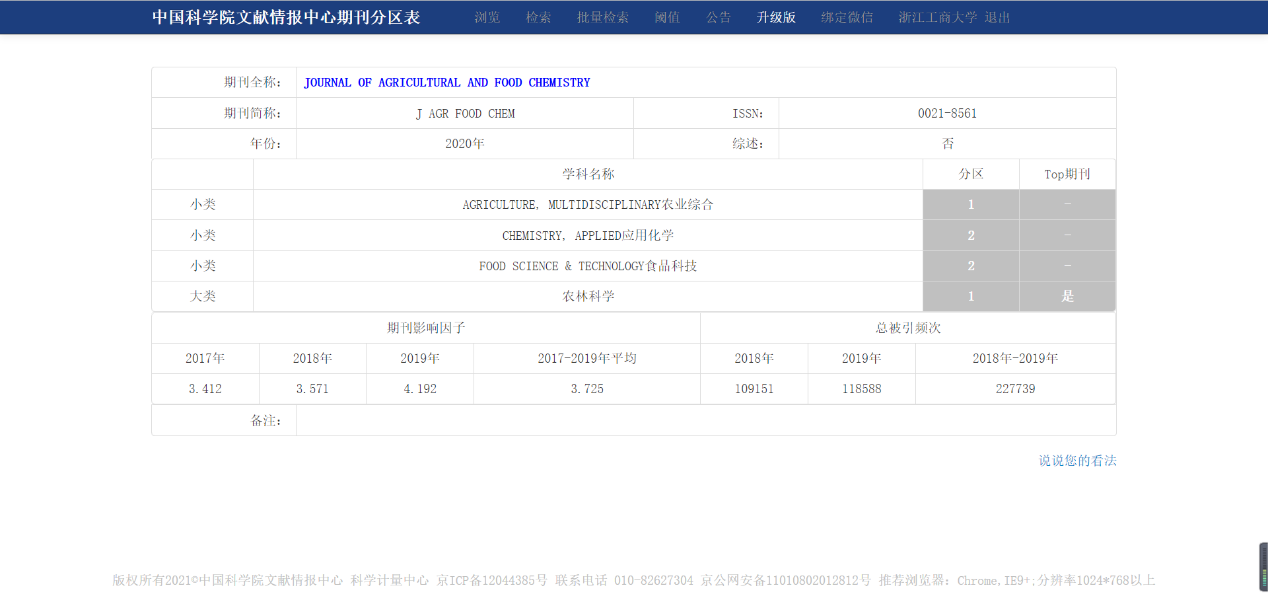 中国科学院文献情报中心期刊分区表 浏览 检索 批量检索 阈值 公告 升级版 绑定微信 浙江工商大学 退出
期刊全称: JOURNAL OF AGRICULTURAL AND FOOD CHEMISTRY
期刊简称: J AGR FOOD CHEM ISSN: 0021-8561
年份: 2020年 综述: 否
学科名称 分区 Top期刊
小类 AGRICULTURE, MULTIDISCIPLINARY农业综合 1 -
小类 CHEMISTRY, APPLIED应用化学 2 -
小类 FOOD SCIENCE & TECHNOLOGY食品科技 2 -
大类 农林科学 1 是
期刊影响因子 总被引频次
2017年 2018年 2019年 2017-2019年平均 2018年 2019年 2018年-2019年
3.412 3.571 4.192 3.725 109151 118588 227739
备注:
说说您的看法
版权所有2021©中国科学院文献情报中心 科学计量中心 京ICP备12044385号 联系电话 010-82627304 京公网安备11010802012812号 推荐浏览器: Chrome,IE9+;分辨率1024*768以上